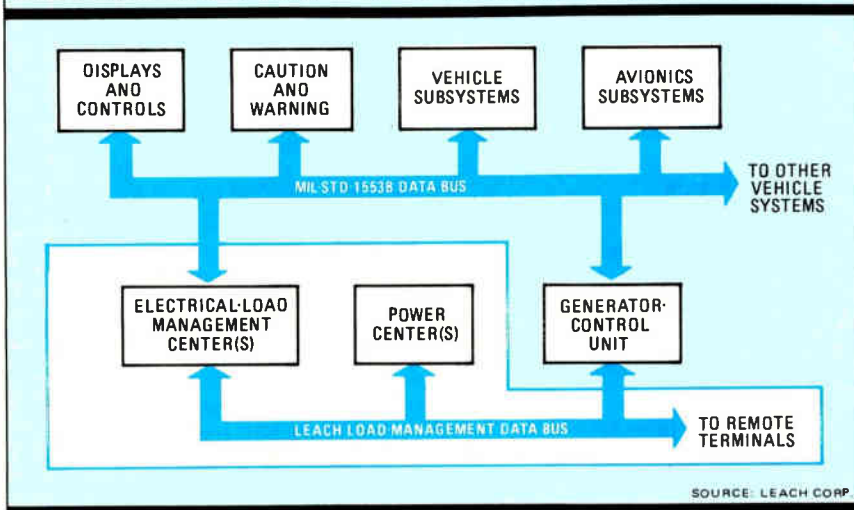 DISPLAYS
AND
CONTROLS
CAUTION
AND
WARNING
VEHICLE
SUBSYSTEMS
AVIONICS
SUBSYSTEMS
MIL-STD-1553B DATA BUS
TO OTHER
VEHICLE
SYSTEMS
ELECTRICAL-LOAD
MANAGEMENT
CENTER(S)
POWER
CENTER(S)
GENERATOR-
CONTROL
UNIT
LEACH LOAD MANAGEMENT DATA BUS
TO REMOTE
TERMINALS
SOURCE: LEACH CORP.